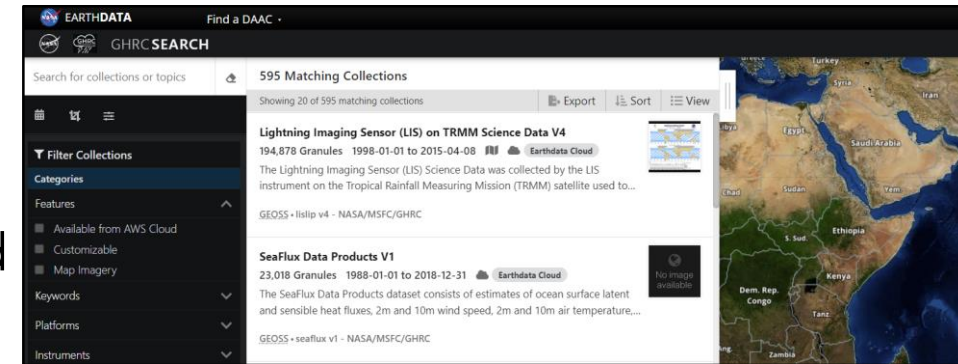 EARTHDATA
Find a DAAC
GHRC SEARCH
Search for collections or topics
Filter Collections
Categories
Features
Available from AWS Cloud
Customizable
Map Imagery
Keywords
Platforms
Instruments
595 Matching Collections
Showing 20 of 595 matching collections
Export
Sort
View
Lightning Imaging Sensor (LIS) on TRMM Science Data V4
194,878 Granules 1998-01-01 to 2015-04-08 Earthdata Cloud
The Lightning Imaging Sensor (LIS) Science Data was collected by the LIS
instrument on the Tropical Rainfall Measuring Mission (TRMM) satellite used to...
GEOSS • lislip v4 - NASA/MSFC/GHRC
SeaFlux Data Products V1
23,018 Granules 1988-01-01 to 2018-12-31 Earthdata Cloud
The SeaFlux Data Products dataset consists of estimates of ocean surface latent
and sensible heat fluxes, 2m and 10m wind speed, 2m and 10m air temperature,...
GEOSS • seaflux v1 - NASA/MSFC/GHRC
No image
available
Greece
Turkey
Syria
Iran
Egypt
Saudi Arabia
Chad
Sudan
Yem
S. Sud.
Ethiopia
Dem. Rep.
Congo
Kenya
Tanz
Zambia